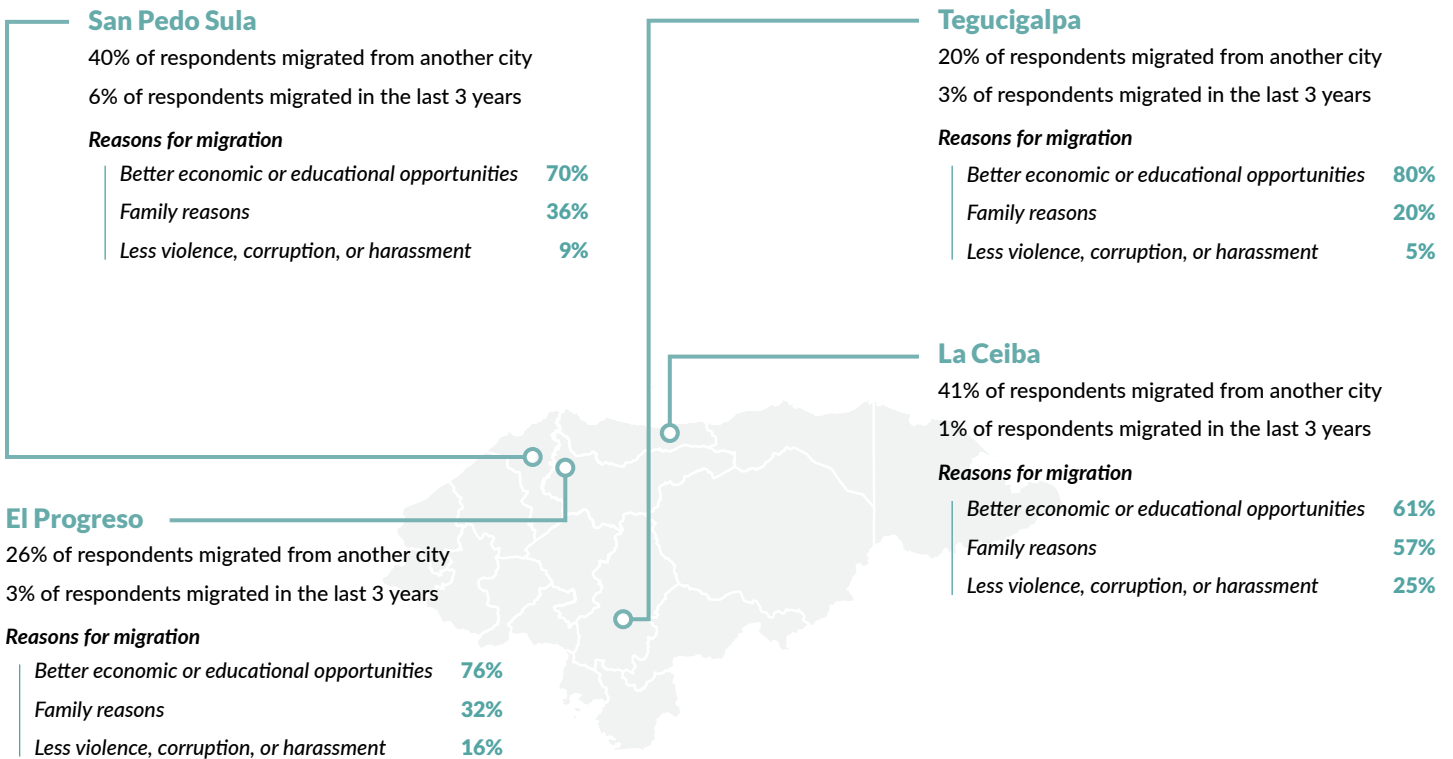 San Pedo Sula
40% of respondents migrated from another city
6% of respondents migrated in the last 3 years
Reasons for migration
Better economic or educational opportunities 70%
Family reasons 36%
Less violence, corruption, or harassment 9%
Tegucigalpa
20% of respondents migrated from another city
3% of respondents migrated in the last 3 years
Reasons for migration
Better economic or educational opportunities 80%
Family reasons 20%
Less violence, corruption, or harassment 5%
La Ceiba
41% of respondents migrated from another city
1% of respondents migrated in the last 3 years
Reasons for migration
Better economic or educational opportunities 61%
Family reasons 57%
Less violence, corruption, or harassment 25%
El Progreso
26% of respondents migrated from another city
3% of respondents migrated in the last 3 years
Reasons for migration
Better economic or educational opportunities 76%
Family reasons 32%
Less violence, corruption, or harassment 16%